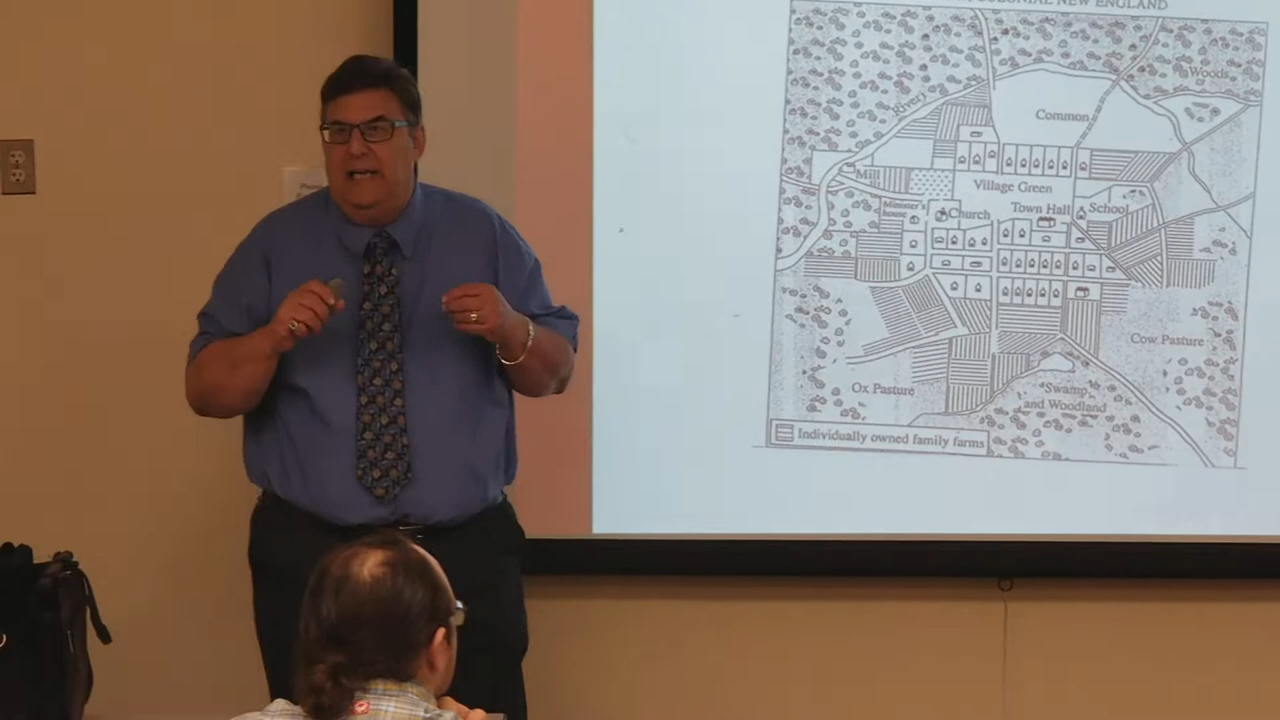 COLONIAL NEW ENGLAND
Woods
River
Common
Mill
Village Green
Minister's
house
Church
Town Hall
School
Cow Pasture
Ox Pasture
Swamp
and Woodland
Individually owned family farms